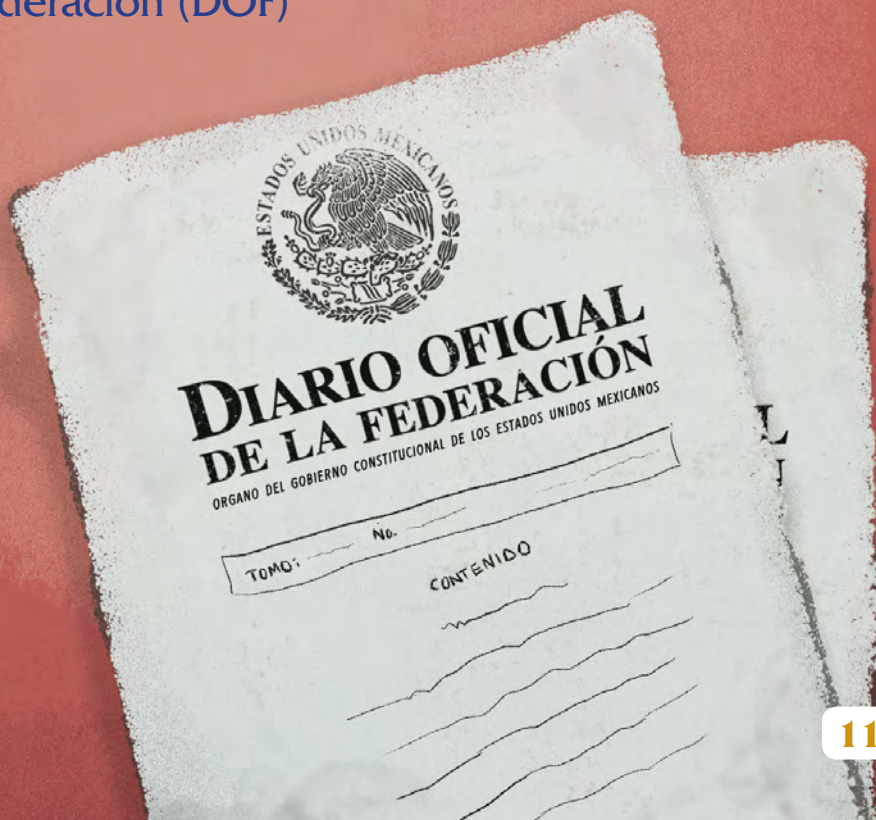 deración (DOF)
ESTADOS UNIDOS MEXICANOS
DIARIO OFICIAL
DE LA FEDERACIÓN
ORGANO DEL GOBIERNO CONSTITUCIONAL DE LOS ESTADOS UNIDOS MEXICANOS
TOMO: No.
CONTENIDO
L
11